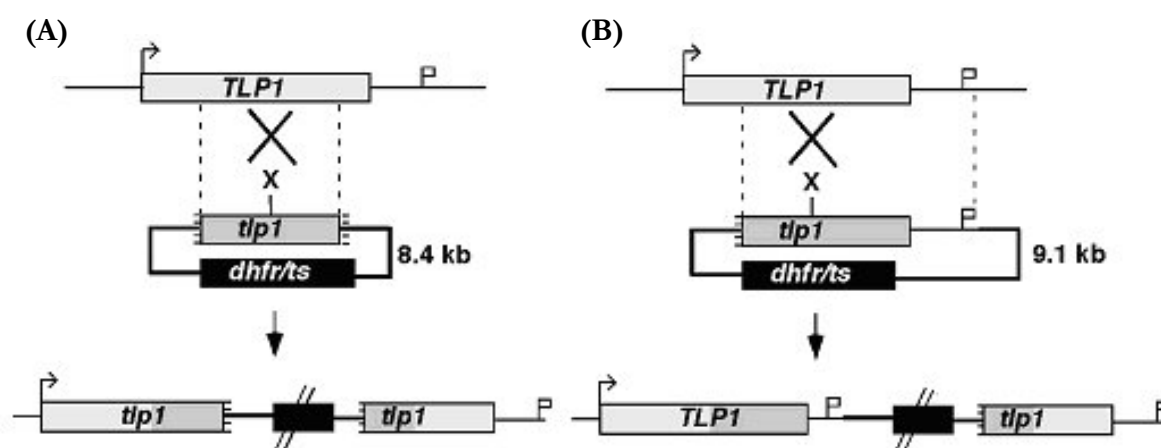 (A)
TLP1
X
tlp1
8.4 kb
dhfr/ts
tlp1 tlp1
(B)
TLP1
X
tlp1
9.1 kb
dhfr/ts
TLP1 tlp1